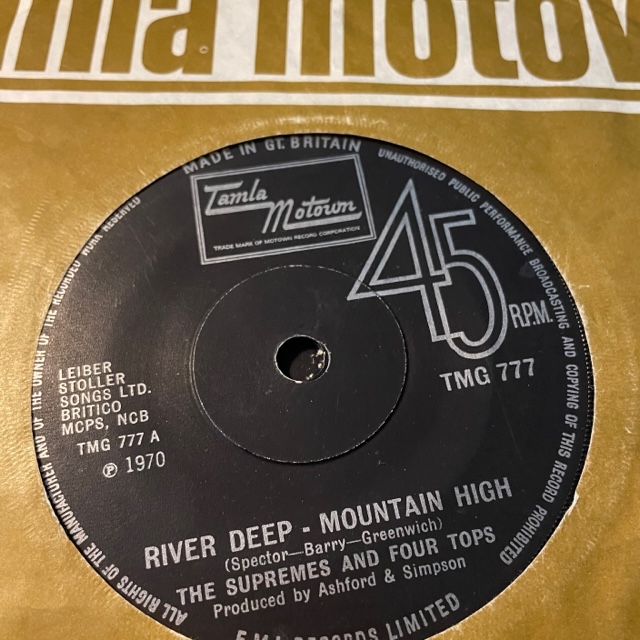 mla motow
MADE IN GT. BRITAIN
UNAUTHORISED PUBLIC PERFORMANCE BROADCASTING AND COPYING OF THIS RECORD PROHIBITED
ALL RIGHTS OF THE MANUFACTURER AND OF THE OWNER OF THE RECORDED WORK RESERVED
Tamla
Motown
TRADE MARK OF MOTOWN RECORD CORPORATION
45
R.P.M.
TMG 777
LEIBER
STOLLER
SONGS LTD.
BRITICO
MCPS, NCB
TMG 777 A
℗ 1970
RIVER DEEP - MOUNTAIN HIGH
(Spector—Barry—Greenwich)
THE SUPREMES AND FOUR TOPS
Produced by Ashford & Simpson
E.M.I. RECORDS LIMITED